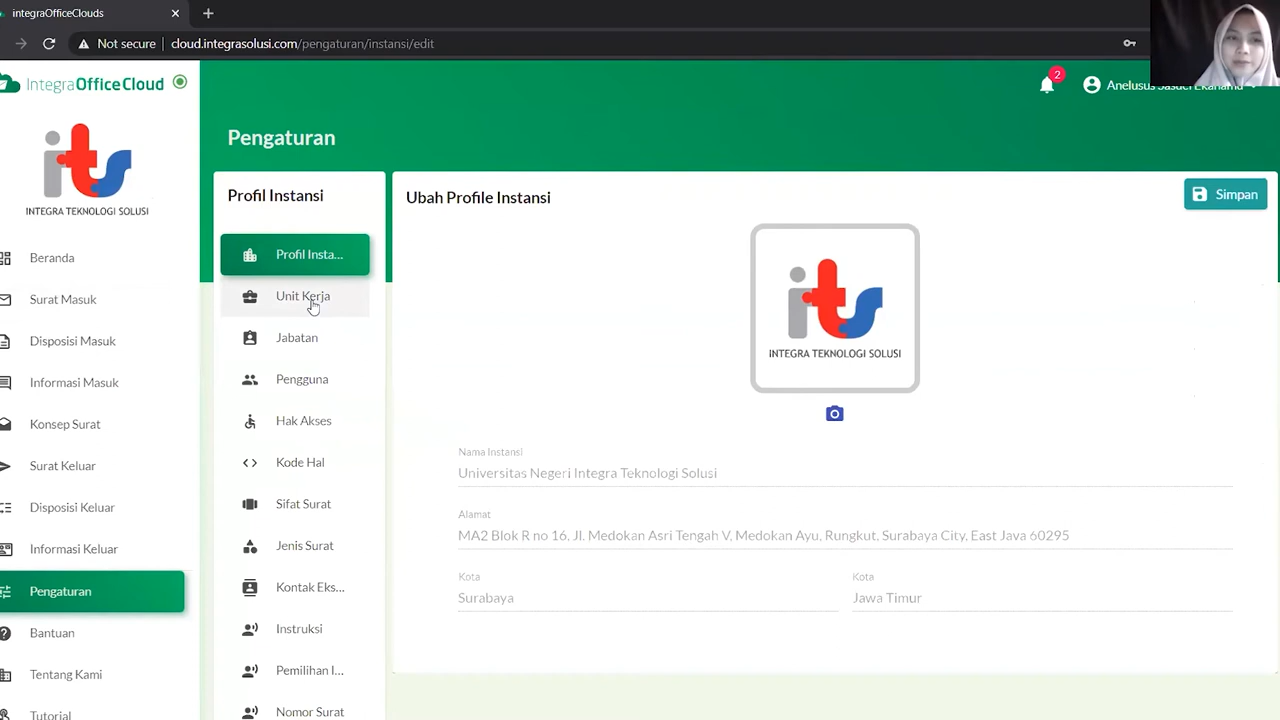 integraOfficeClouds
Not secure
cloud.integrasolusi.com/pengaturan/instansi/edit
IntegraOfficeCloud
its
INTEGRA TEKNOLOGI SOLUSI
Beranda
Surat Masuk
Disposisi Masuk
Informasi Masuk
Konsep Surat
Surat Keluar
Disposisi Keluar
Informasi Keluar
Pengaturan
Bantuan
Tentang Kami
Tutorial
2
Pengaturan
Profil Instansi
Profil Insta...
Unit Kerja
Jabatan
Pengguna
Hak Akses
Kode Hal
Sifat Surat
Jenis Surat
Kontak Eks...
Instruksi
Pemilihan I...
Nomor Surat
Ubah Profile Instansi
Simpan
its
INTEGRA TEKNOLOGI SOLUSI
Nama Instansi
Universitas Negeri Integra Teknologi Solusi
Alamat
MA2 Blok R no 16, Jl. Medokan Asri Tengah V, Medokan Ayu, Rungkut, Surabaya City, East Java 60295
Kota
Surabaya
Kota
Jawa Timur